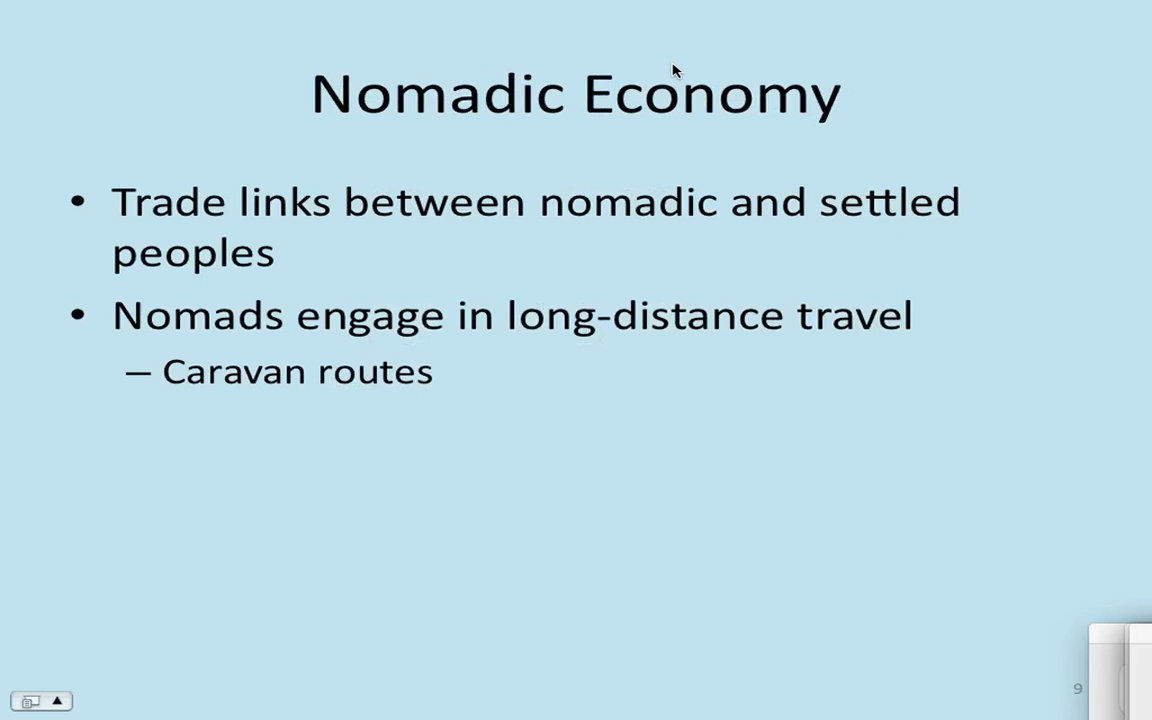 Nomadic Economy
• Trade links between nomadic and settled
peoples
• Nomads engage in long-distance travel
– Caravan routes
9